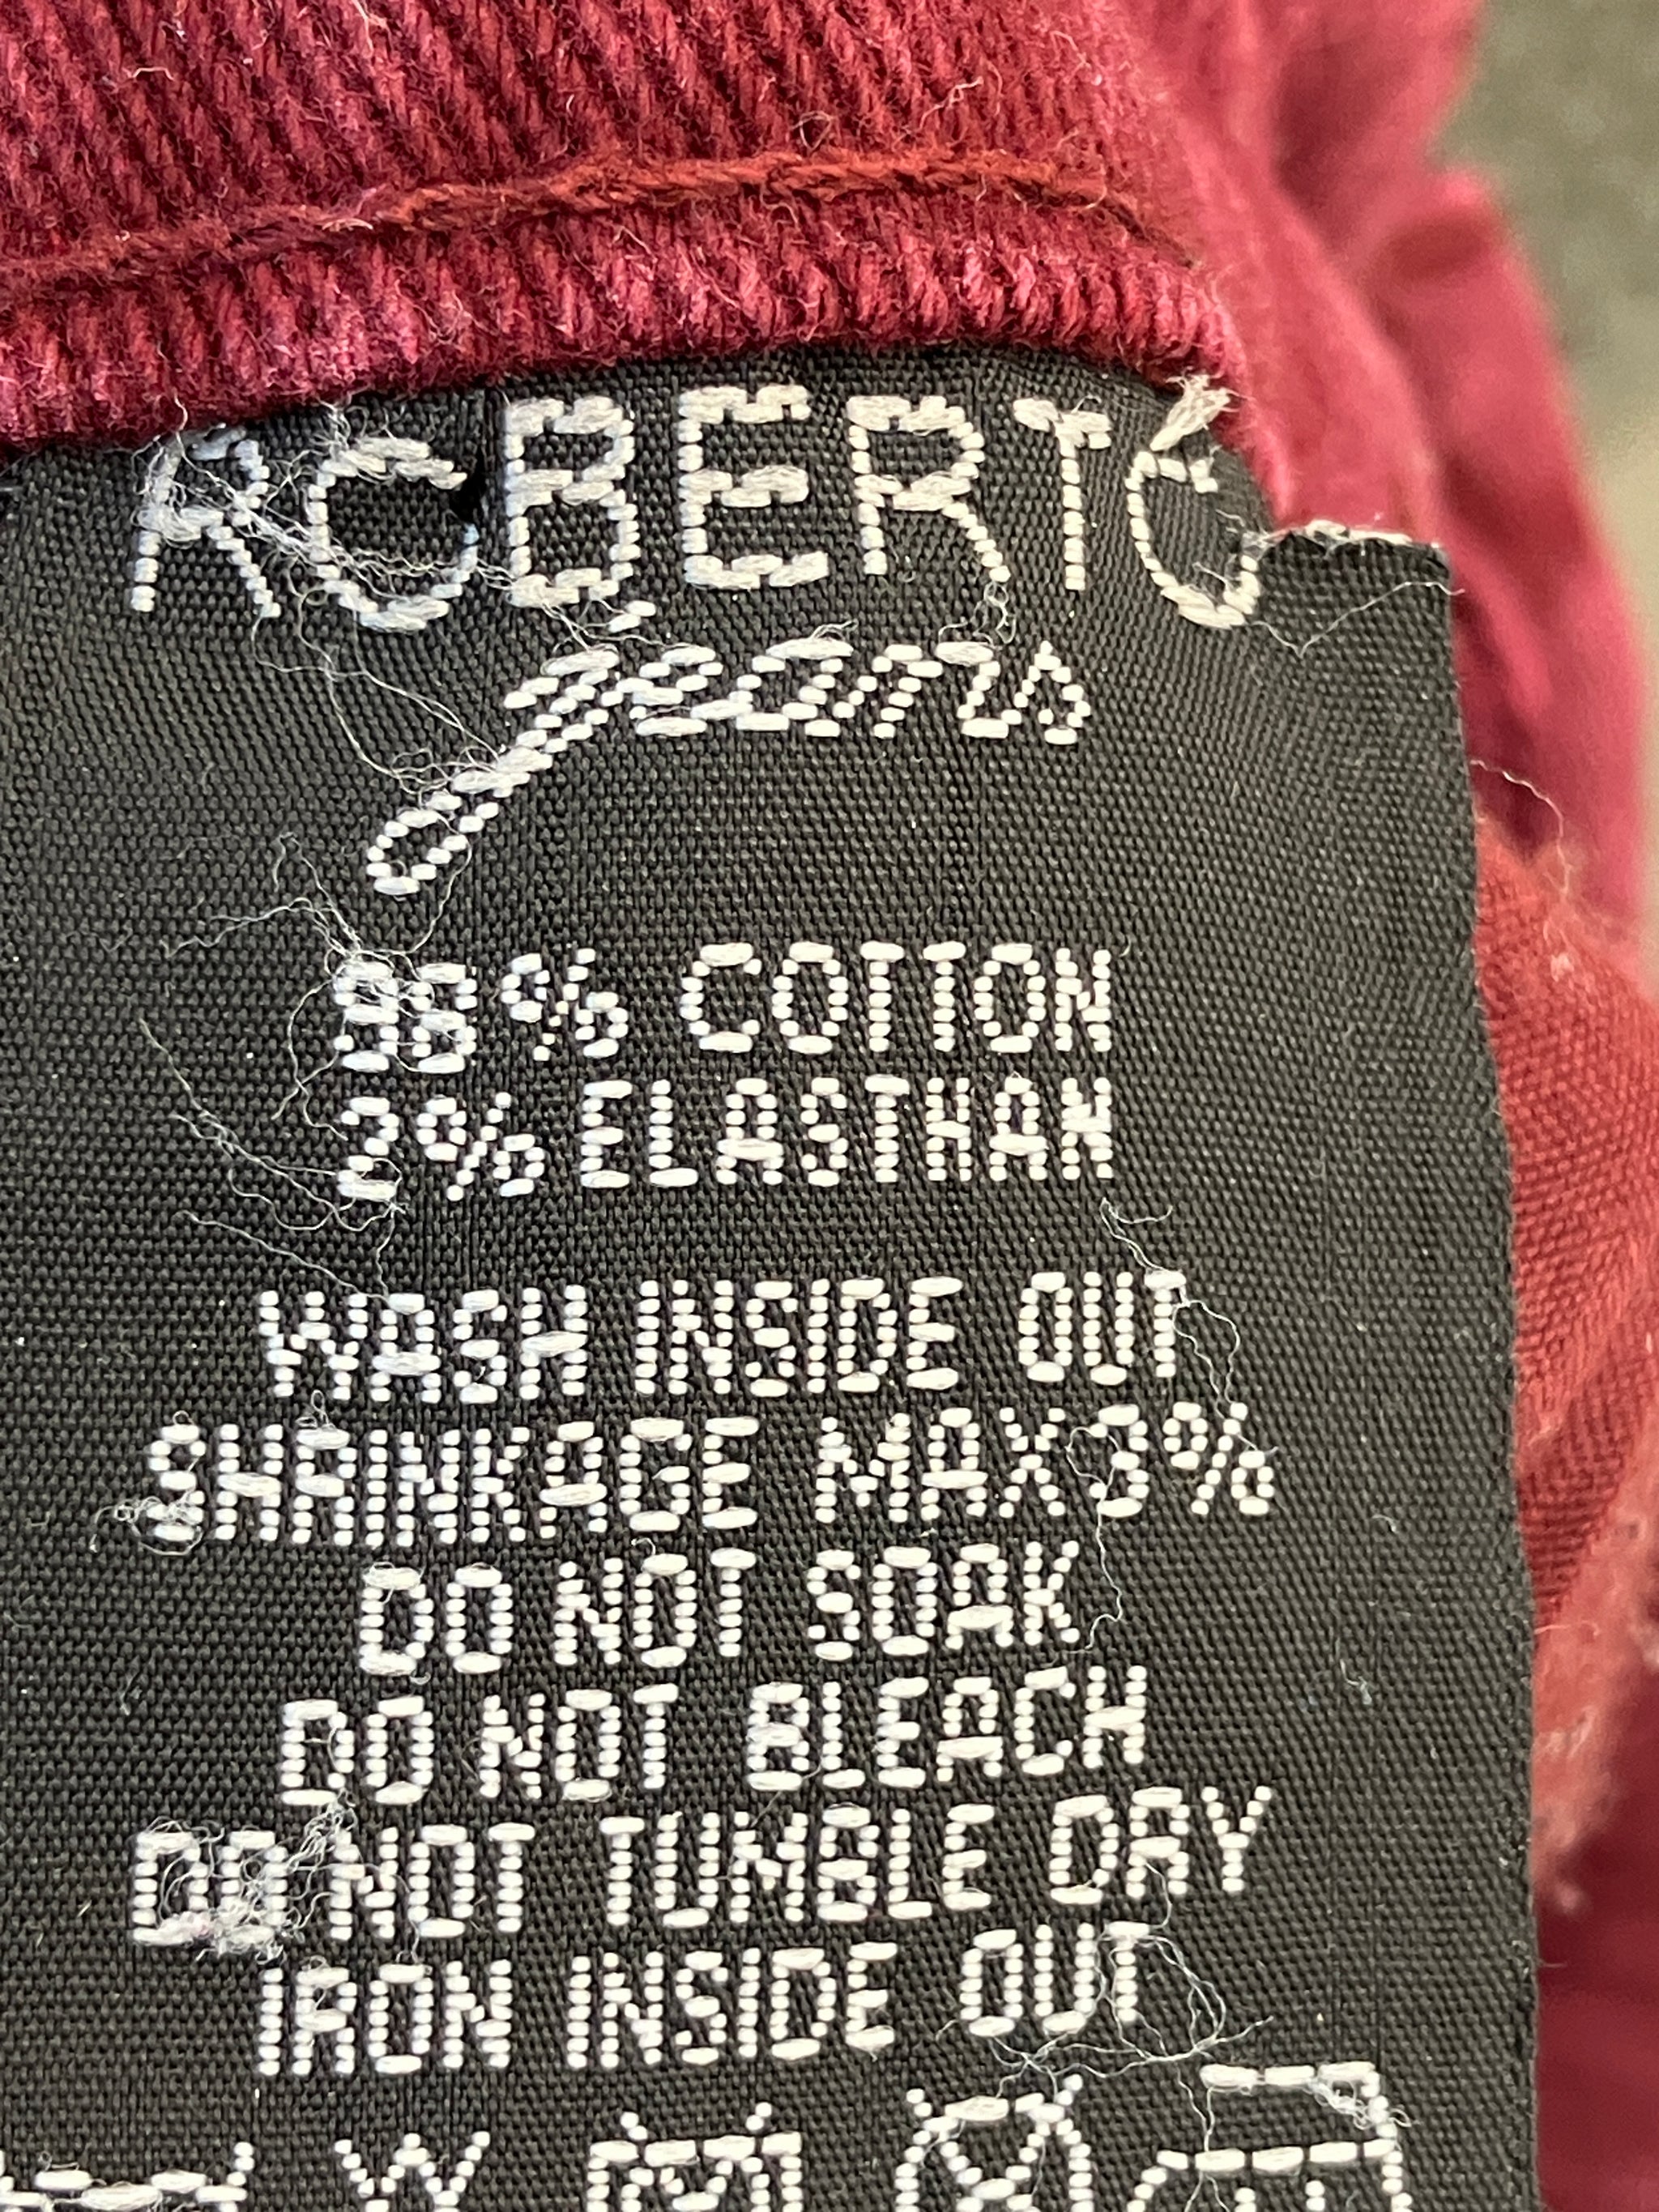 ROBERTO
Jeans
98% COTTON
2% ELASTHAN
WASH INSIDE OUT
SHRINKAGE MAX 3%
DO NOT SOAK
DO NOT BLEACH
DO NOT TUMBLE DRY
IRON INSIDE OUT